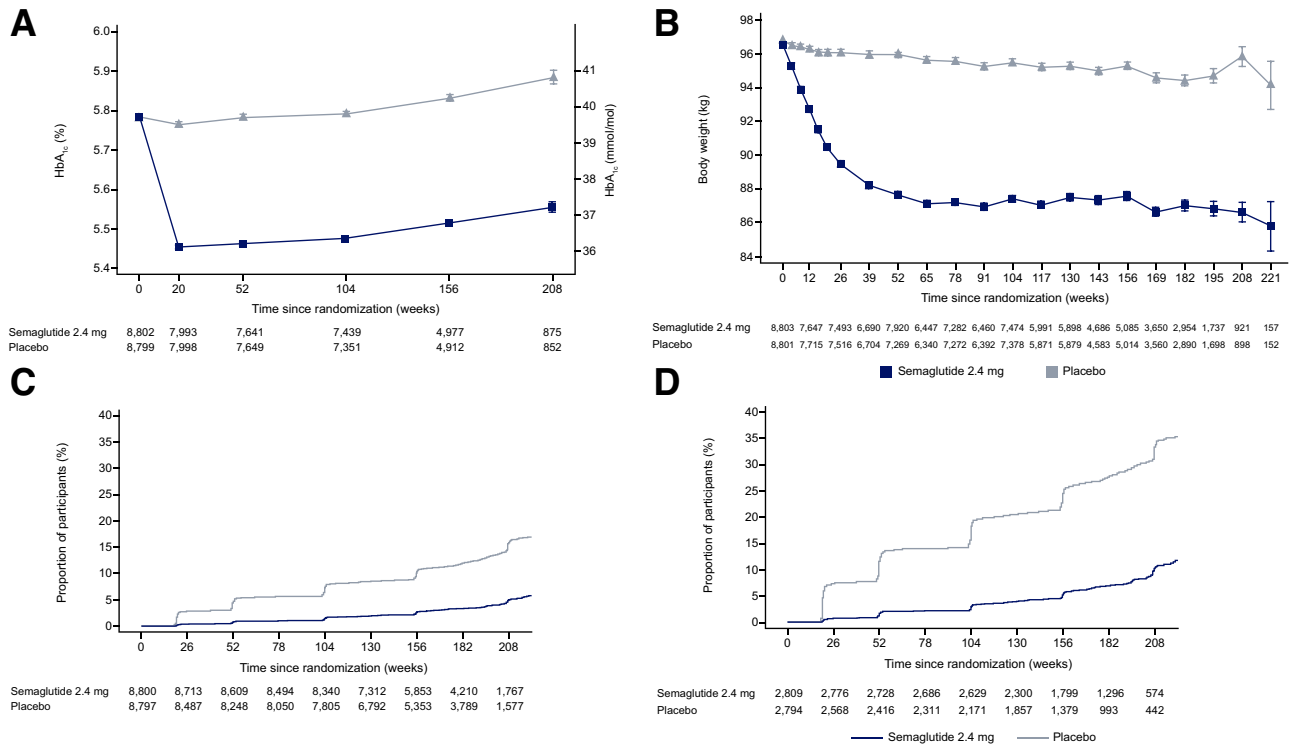 A
6.0
5.9
5.8
5.7
5.6
5.5
5.4
HbA1c (%)
41
40
39
38
37
36
HbA1c (mmol/mol)
0 20 52 104 156 208
Time since randomization (weeks)
Semaglutide 2.4 mg 8,802 7,993 7,641 7,439 4,977 875
Placebo 8,799 7,998 7,649 7,351 4,912 852
B
98
96
94
92
90
88
86
84
Body weight (kg)
0 12 26 39 52 65 78 91 104 117 130 143 156 169 182 195 208 221
Time since randomization (weeks)
Semaglutide 2.4 mg 8,803 7,647 7,493 6,690 7,920 6,447 7,282 6,460 7,474 5,991 5,898 4,686 5,085 3,650 2,954 1,737 921 157
Placebo 8,801 7,715 7,516 6,704 7,269 6,340 7,272 6,392 7,378 5,871 5,879 4,583 5,014 3,560 2,890 1,698 898 152
Semaglutide 2.4 mg Placebo
C
40
35
30
25
20
15
10
5
0
Proportion of participants (%)
0 26 52 78 104 130 156 182 208
Time since randomization (weeks)
Semaglutide 2.4 mg 8,800 8,713 8,609 8,494 8,340 7,312 5,853 4,210 1,767
Placebo 8,797 8,487 8,248 8,050 7,805 6,792 5,353 3,789 1,577
D
40
35
30
25
20
15
10
5
0
Proportion of participants (%)
0 26 52 78 104 130 156 182 208
Time since randomization (weeks)
Semaglutide 2.4 mg 2,809 2,776 2,728 2,686 2,629 2,300 1,799 1,296 574
Placebo 2,794 2,568 2,416 2,311 2,171 1,857 1,379 993 442
Semaglutide 2.4 mg Placebo